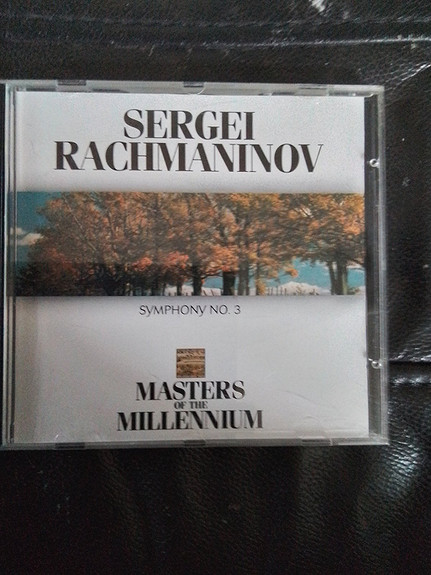 SERGEI
RACHMANINOV
SYMPHONY NO. 3
MASTERS
OF THE
MILLENNIUM